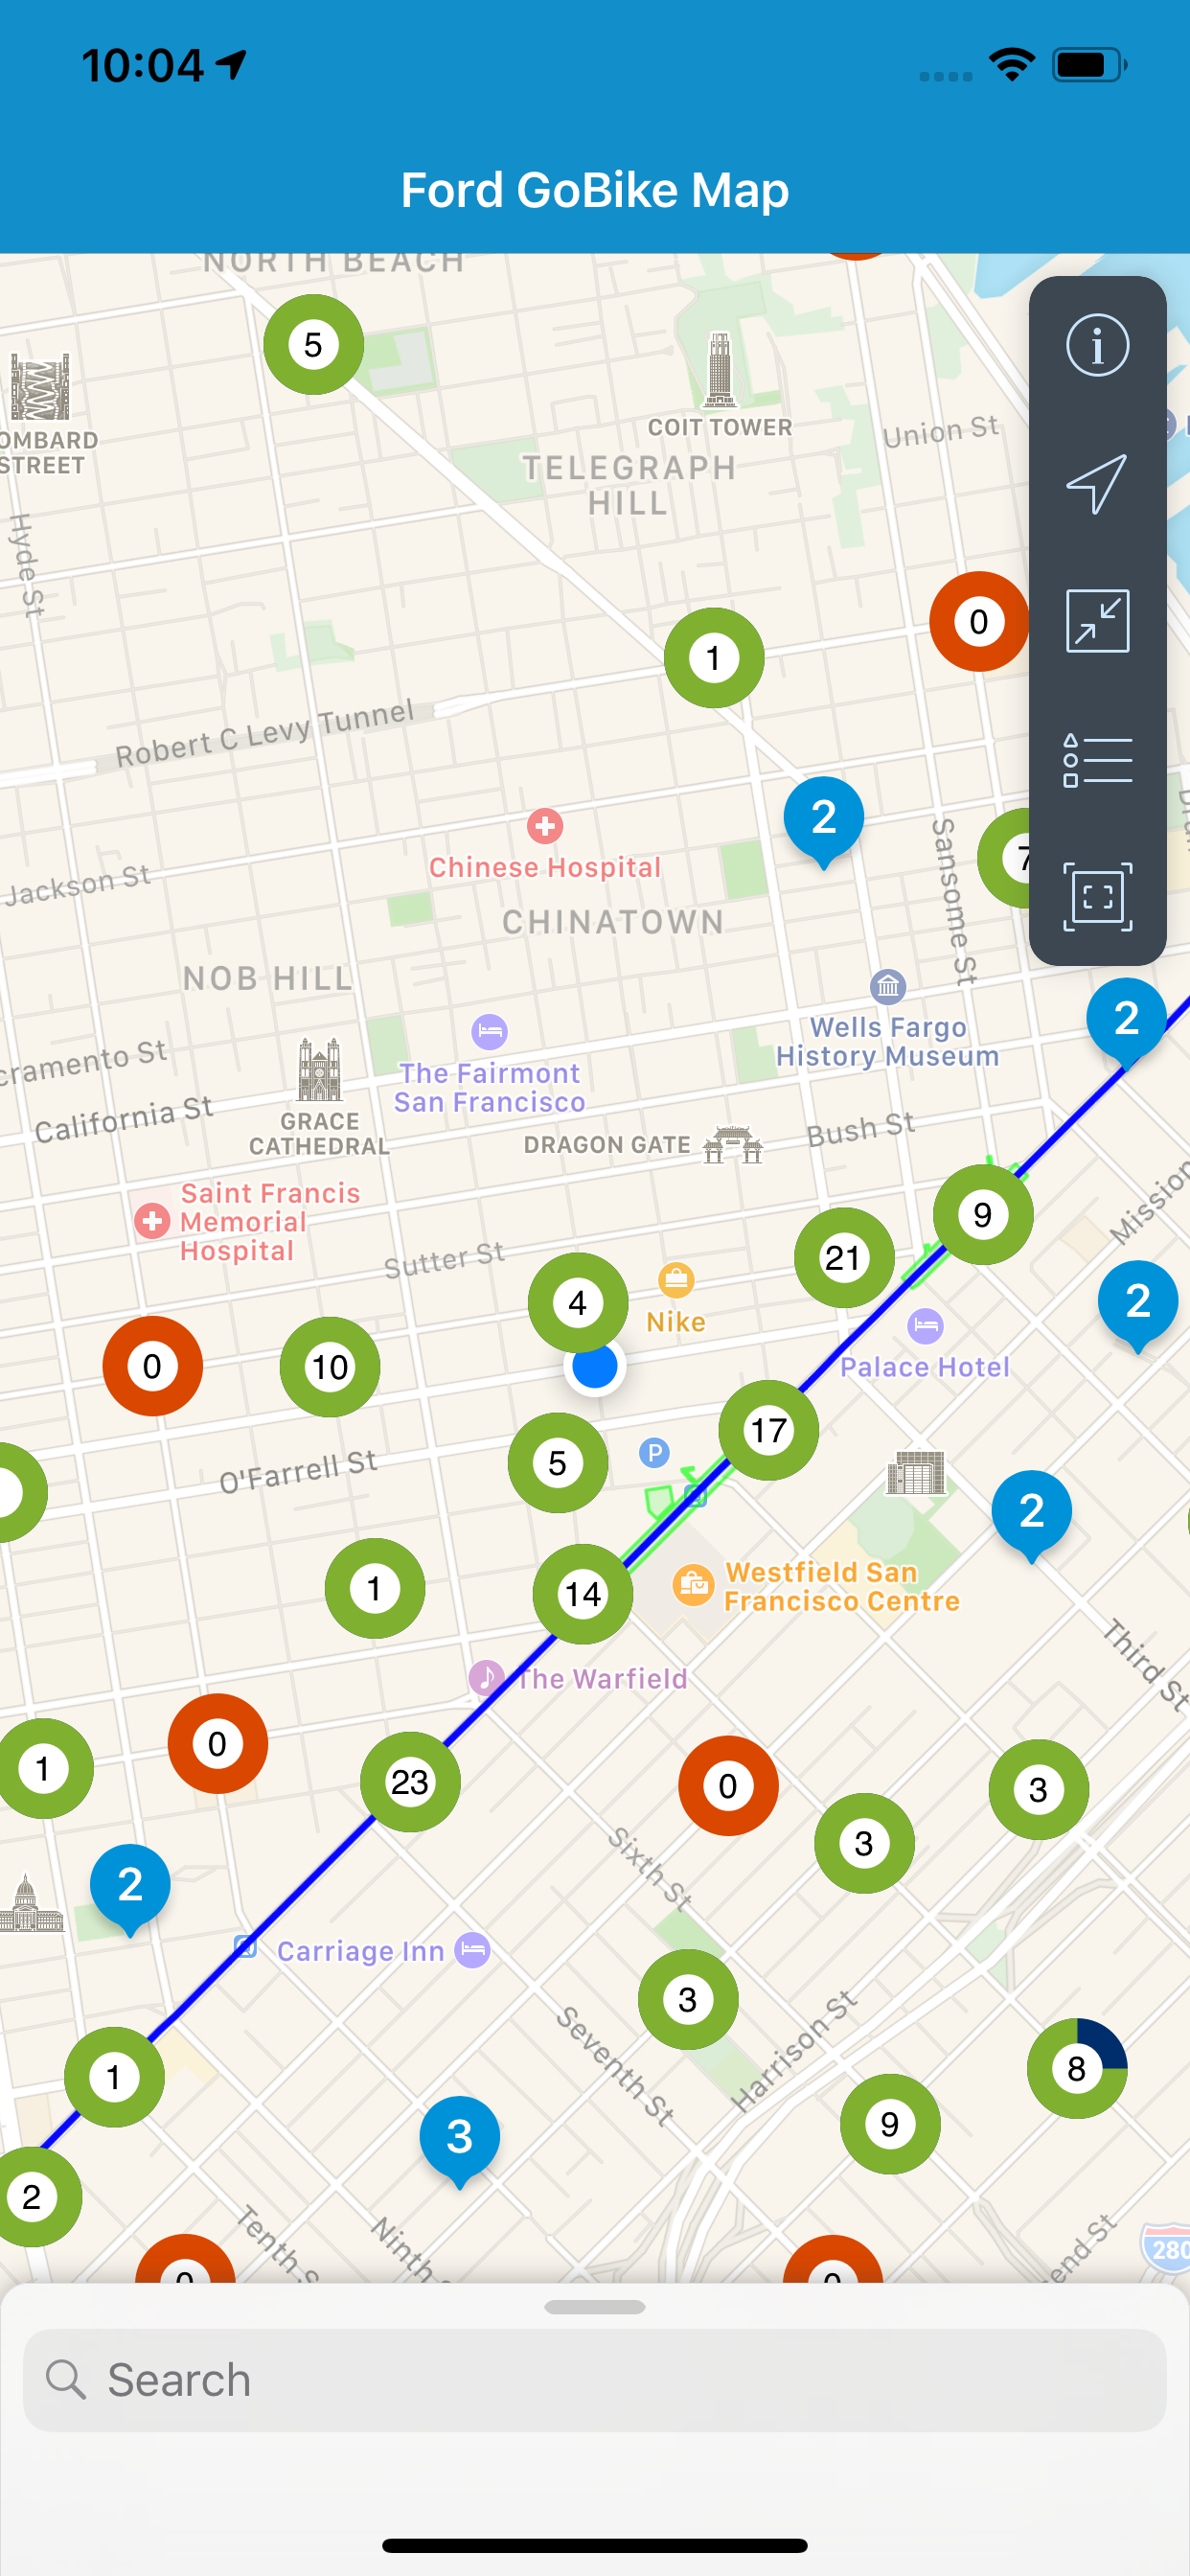 10:04
Ford GoBike Map
NORTH BEACH
5
OMBARD
STREET
COIT TOWER
Union St
TELEGRAPH
HILL
Hyde St
0
1
Robert C Levy Tunnel
2
Chinese Hospital
7
Sansome St
Jackson St
CHINATOWN
NOB HILL
2
Wells Fargo
History Museum
cramento St
The Fairmont
San Francisco
California St
GRACE
CATHEDRAL
DRAGON GATE
Bush St
Mission
Saint Francis
Memorial
Hospital
9
Sutter St
21
4
Nike
2
0
10
Palace Hotel
17
5
P
O'Farrell St
2
1
14
Westfield San
Francisco Centre
Third St
The Warfield
0
1
23
0
3
3
Sixth St
2
Carriage Inn
3
Seventh St
Harrison St
8
1
9
3
2
Tenth S
Ninth
end St
280
0
0
Search